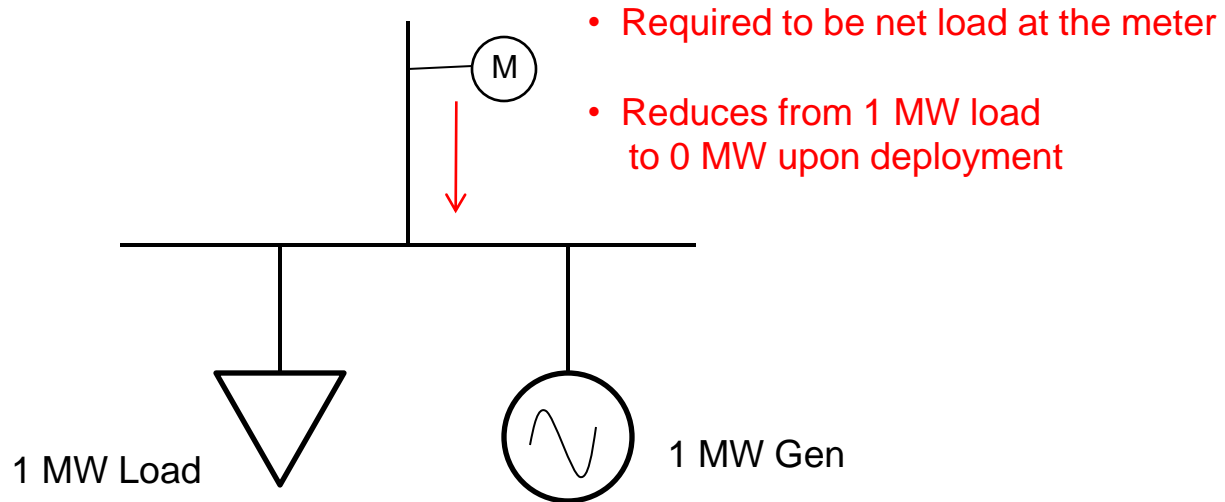 • Required to be net load at the meter
M
• Reduces from 1 MW load
to 0 MW upon deployment
1 MW Load
1 MW Gen